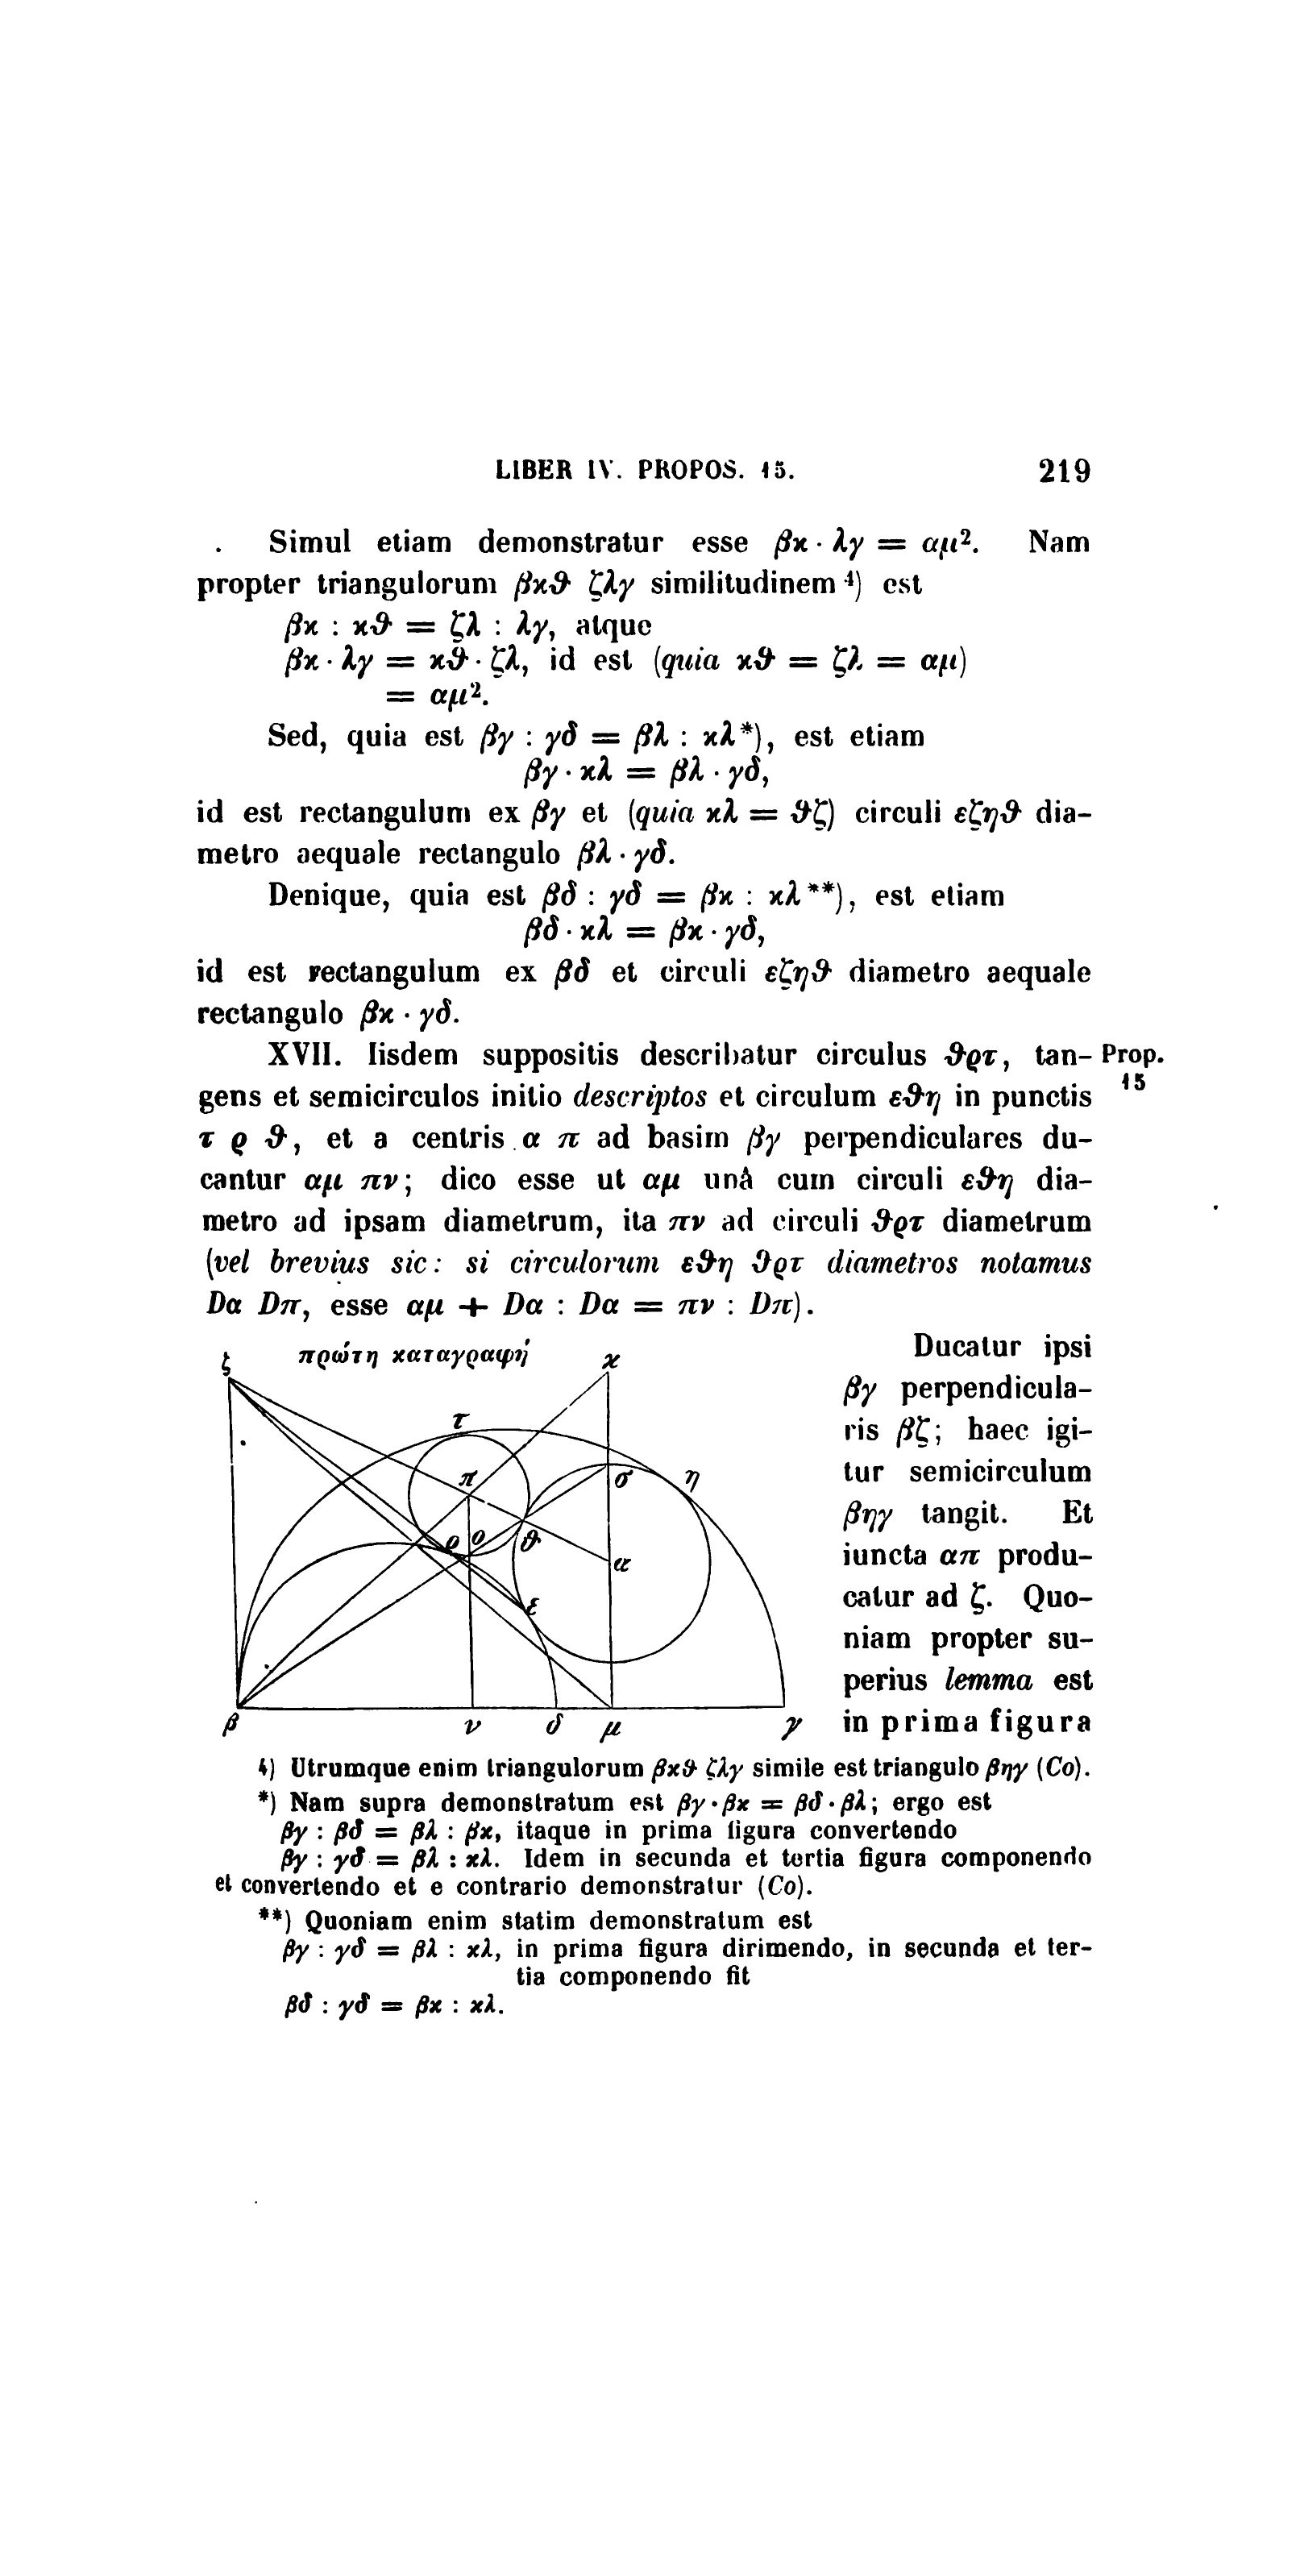 LIBER IV. PROPOS. 15. 219
Simul etiam demonstratur esse βκ · λγ = αμ². Nam
propter triangulorum βκϑ ζλγ similitudinem ⁴) est
βκ : κϑ = ζλ : λγ, atque
βκ · λγ = κϑ · ζλ, id est (quia κϑ = ζλ = αμ)
= αμ².
Sed, quia est βγ : γδ = βλ : κλ*), est etiam
βγ · κλ = βλ · γδ,
id est rectangulum ex βγ et (quia κλ = ϑζ) circuli εζηϑ dia-
metro aequale rectangulo βλ · γδ.
Denique, quia est βδ : γδ = βκ : κλ**), est etiam
βδ · κλ = βκ · γδ,
id est rectangulum ex βδ et circuli εζηϑ diametro aequale
rectangulo βκ · γδ.
XVII. Iisdem suppositis describatur circulus ϑρτ, tan- Prop. 15
gens et semicirculos initio descriptos et circulum εϑη in punctis
τ ρ ϑ, et a centris α π ad basim βγ perpendiculares du-
cantur αμ πν; dico esse ut αμ unâ cum circuli εϑη dia-
metro ad ipsam diametrum, ita πν ad circuli ϑρτ diametrum
(vel brevius sic: si circulorum εϑη ϑρτ diametros notamus
Dα Dπ, esse αμ + Dα : Dα = πν : Dπ).
πρώτη καταγραφή
ζ κ
τ
π σ η
ρ ο ϑ α
ε
β ν δ μ γ
Ducatur ipsi
βγ perpendicula-
ris βζ; haec igi-
tur semicirculum
βηγ tangit. Et
iuncta απ produ-
catur ad ζ. Quo-
niam propter su-
perius lemma est
in prima figura
4) Utrumque enim triangulorum βκϑ ζλγ simile est triangulo βηγ (Co).
*) Nam supra demonstratum est βγ · βκ = βδ · βλ; ergo est
βγ : βδ = βλ : βκ, itaque in prima figura convertendo
βγ : γδ = βλ : κλ. Idem in secunda et tertia figura componendo
et convertendo et e contrario demonstratur (Co).
**) Quoniam enim statim demonstratum est
βγ : γδ = βλ : κλ, in prima figura dirimendo, in secunda et ter-
tia componendo fit
βδ : γδ = βκ : κλ.